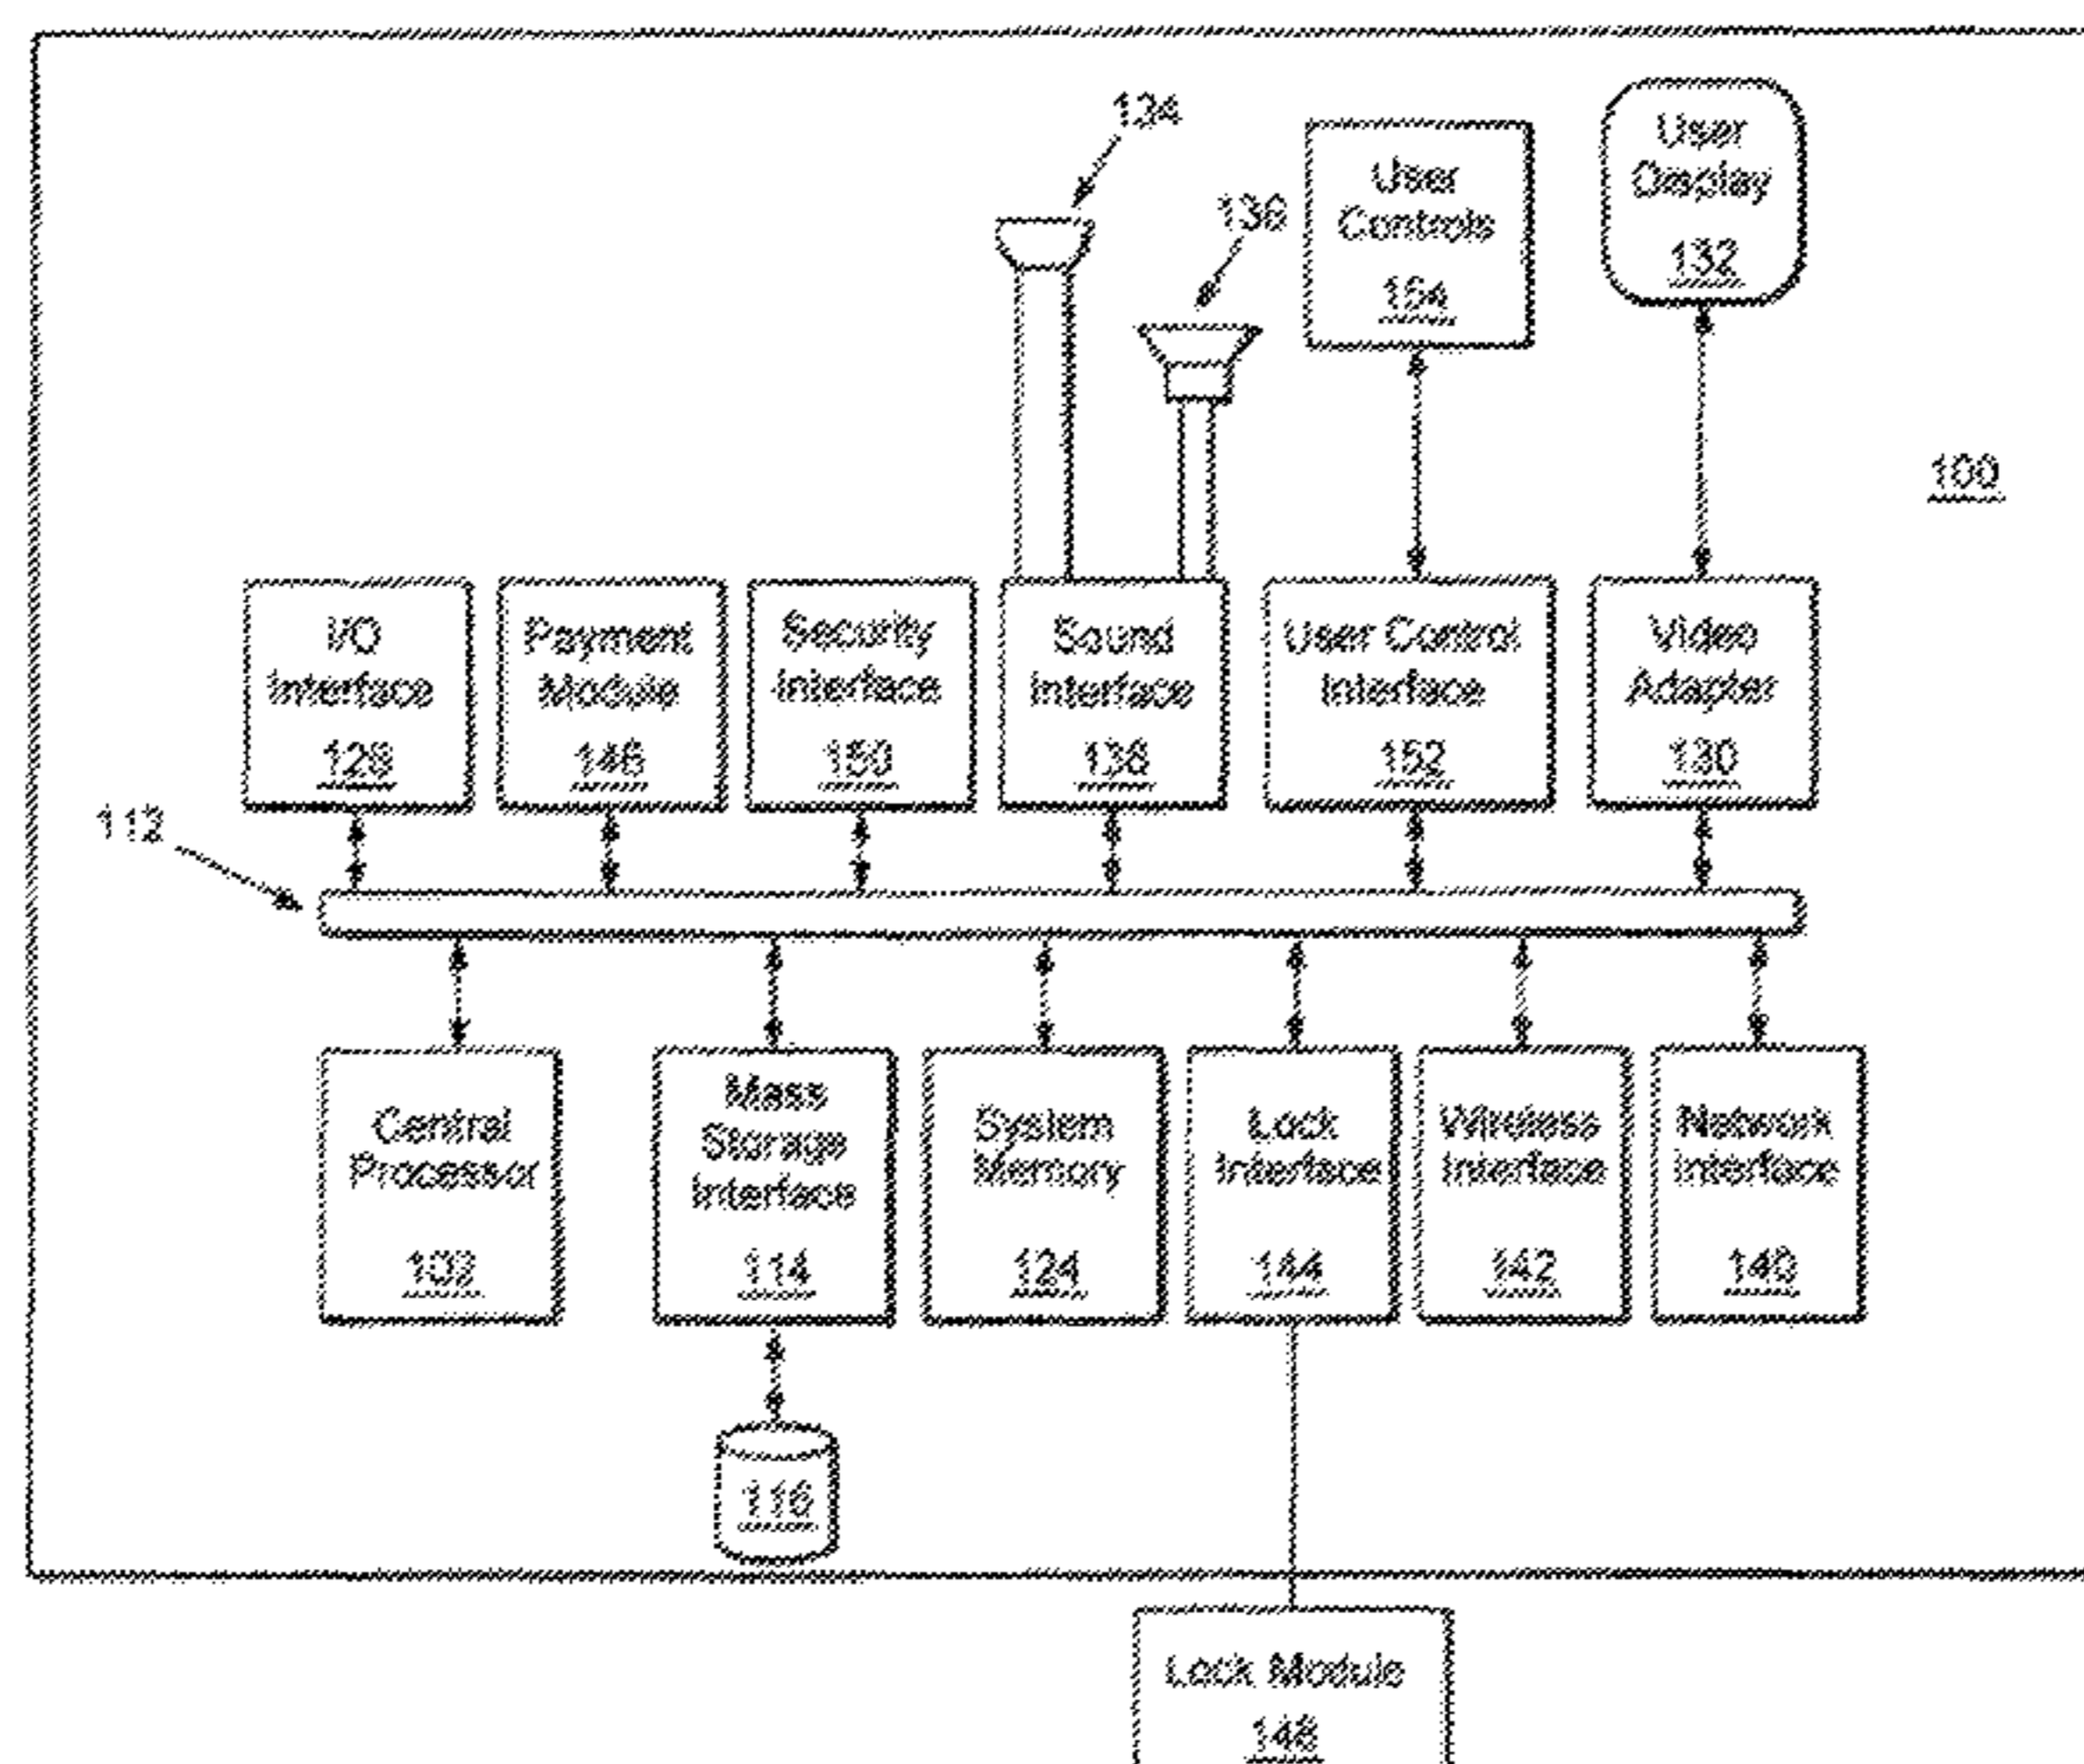 134
136
User
Controls
154
User
Display
132
100
I/O
Interface
128
Payment
Module
146
Security
Interface
150
Sound
Interface
138
User Control
Interface
152
Video
Adapter
130
112
Central
Processor
102
Mass
Storage
Interface
114
System
Memory
124
Lock
Interface
144
Wireless
Interface
142
Network
Interface
140
116
Lock Module
148